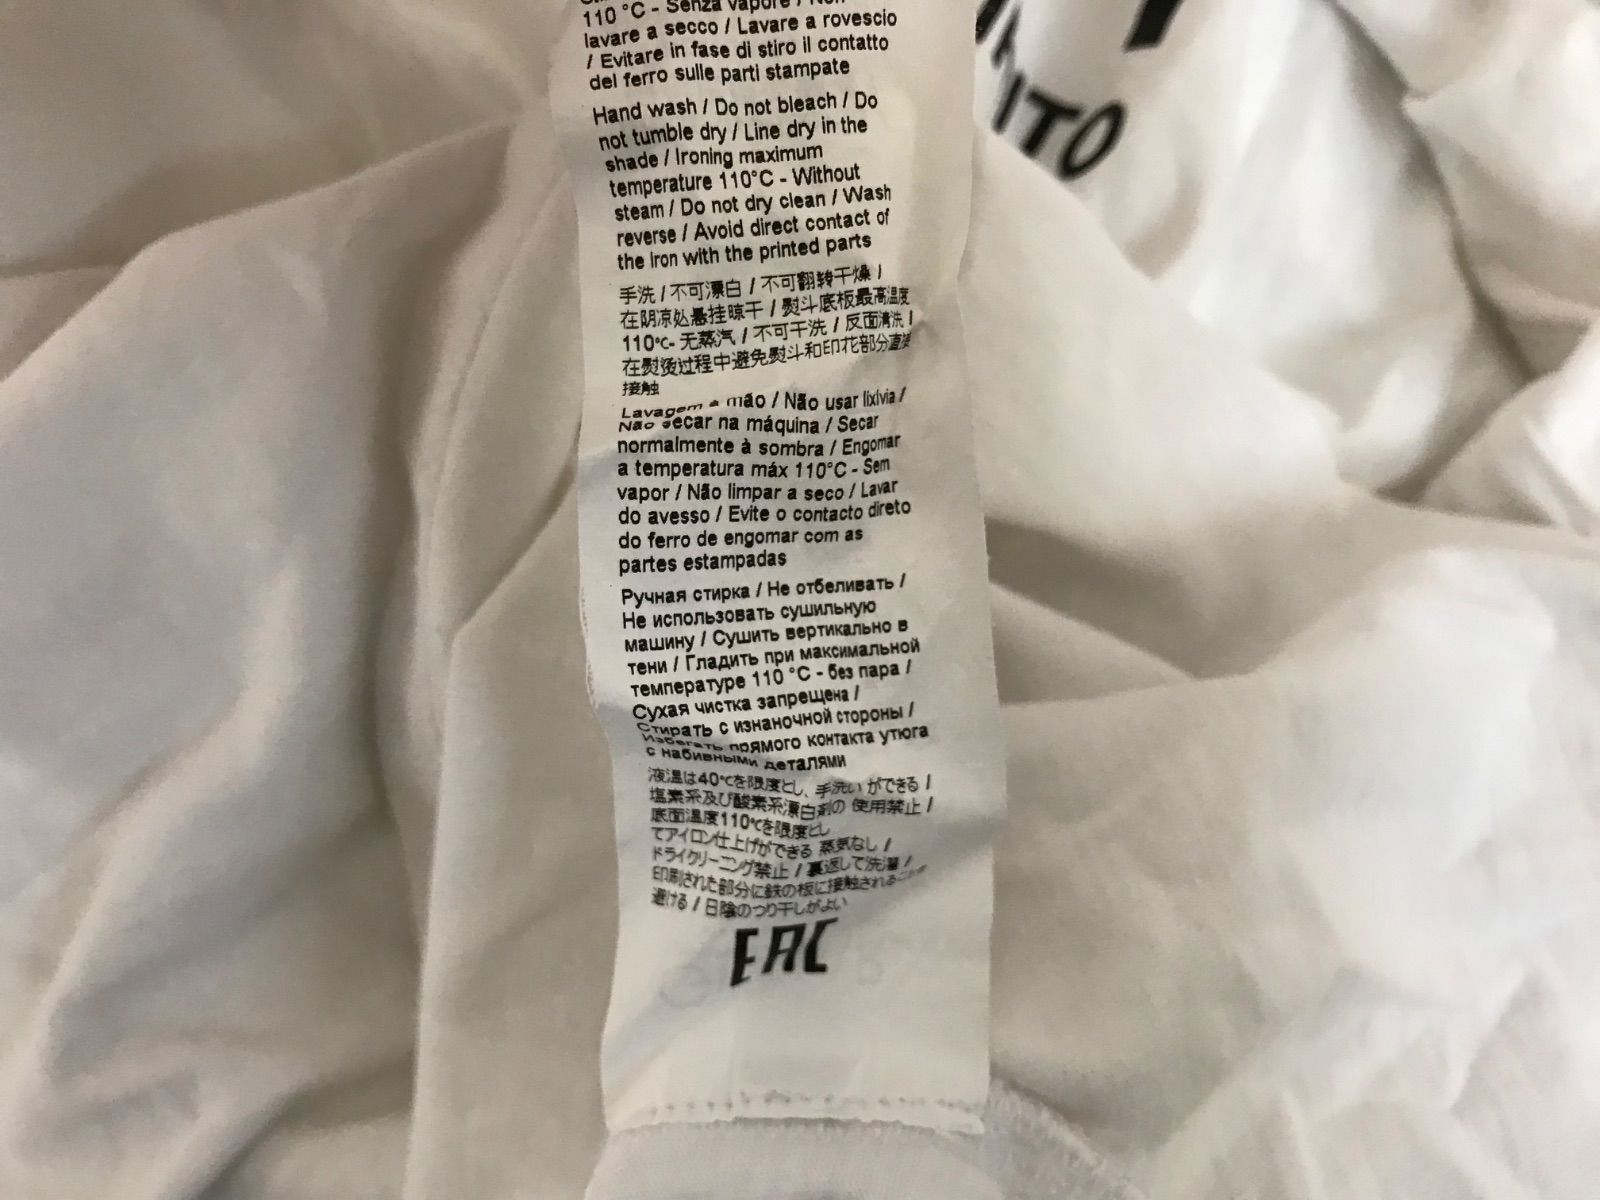 110 °C - Senza vapore / Non
lavare a secco / Lavare a rovescio
/ Evitare in fase di stiro il contatto
del ferro sulle parti stampate
Hand wash / Do not bleach / Do
not tumble dry / Line dry in the
shade / Ironing maximum
temperature 110°C - Without
steam / Do not dry clean / Wash
reverse / Avoid direct contact of
the iron with the printed parts
手洗 / 不可漂白 / 不可翻转干燥 /
在阴凉处悬挂晾干 / 熨斗底板最高温度
110℃- 无蒸汽 / 不可干洗 / 反面清洗 /
在熨烫过程中避免熨斗和印花部分直接
接触
Lavagem a mão / Não usar lixívia /
Não secar na máquina / Secar
normalmente à sombra / Engomar
a temperatura máx 110°C - Sem
vapor / Não limpar a seco / Lavar
do avesso / Evite o contacto direto
do ferro de engomar com as
partes estampadas
Ручная стирка / Не отбеливать /
Не использовать сушильную
машину / Сушить вертикально в
тени / Гладить при максимальной
температуре 110 °C - без пара /
Сухая чистка запрещена /
Стирать с изнаночной стороны /
Избегать прямого контакта утюга
с набивными деталями
液温は40℃を限度とし、手洗い ができる /
塩素系及び酸素系漂白剤の 使用禁止 /
底面温度110℃を限度とし
てアイロン仕上げができる 蒸気なし /
ドライクリーニング禁止 / 裏返して洗濯 /
印刷された部分に鉄の板に接触されることを
避ける / 日陰のつり干しがよい
EAC
ITO